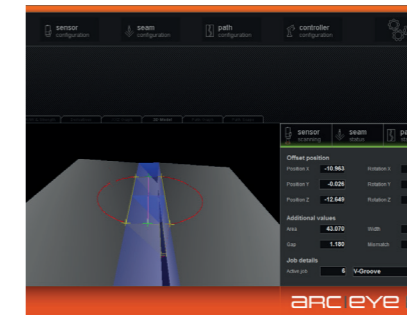 sensor configuration
seam configuration
path configuration
controller configuration
3D Model
sensor scanning
seam status
Offset position
Position X -10.963 Rotation X
Position Y -0.026 Rotation Y
Position Z -12.649 Rotation Z
Additional values
Area 43.070 Width
Gap 1.180 Mismatch
Job details
Active job 6 V-Groove
arc eye